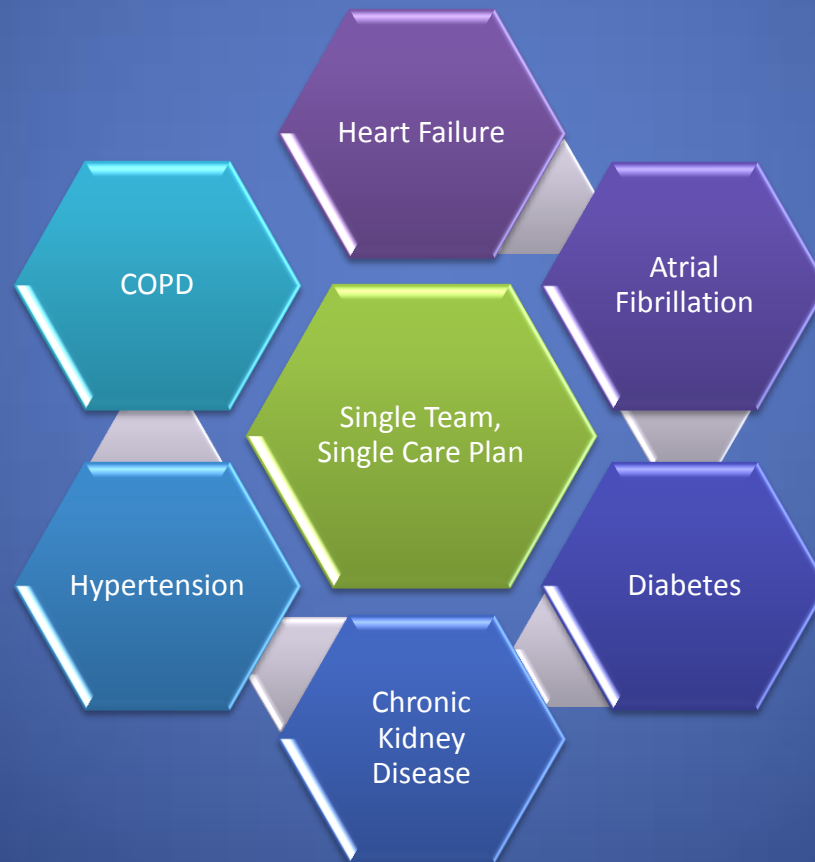 Heart Failure
Atrial
Fibrillation
Diabetes
Chronic
Kidney
Disease
Hypertension
COPD
Single Team,
Single Care Plan